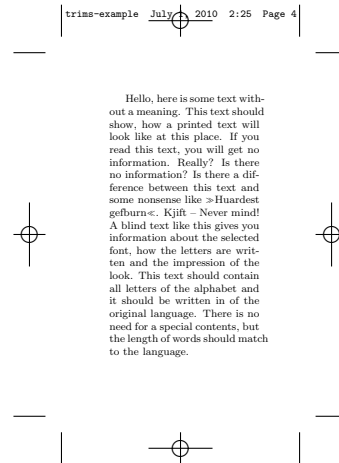 trims-example July 1, 2010 2:25 Page 4
Hello, here is some text with-
out a meaning. This text should
show, how a printed text will
look like at this place. If you
read this text, you will get no
information. Really? Is there
no information? Is there a dif-
ference between this text and
some nonsense like ≫Huardest
gefburn≪. Kjift – Never mind!
A blind text like this gives you
information about the selected
font, how the letters are writ-
ten and the impression of the
look. This text should contain
all letters of the alphabet and
it should be written in of the
original language. There is no
need for a special contents, but
the length of words should match
to the language.